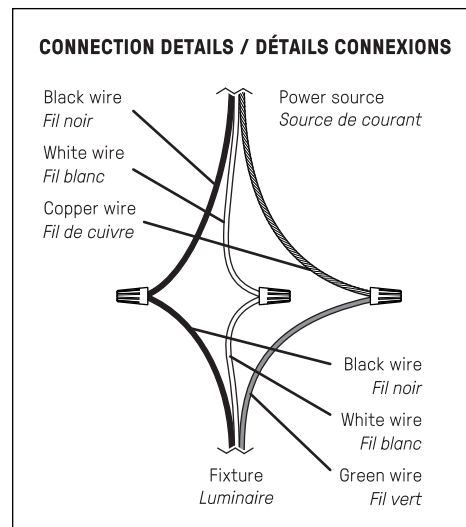 CONNECTION DETAILS / DÉTAILS CONNEXIONS
Black wire
Fil noir
White wire
Fil blanc
Copper wire
Fil de cuivre
Power source
Source de courant
Black wire
Fil noir
White wire
Fil blanc
Green wire
Fil vert
Fixture
Luminaire